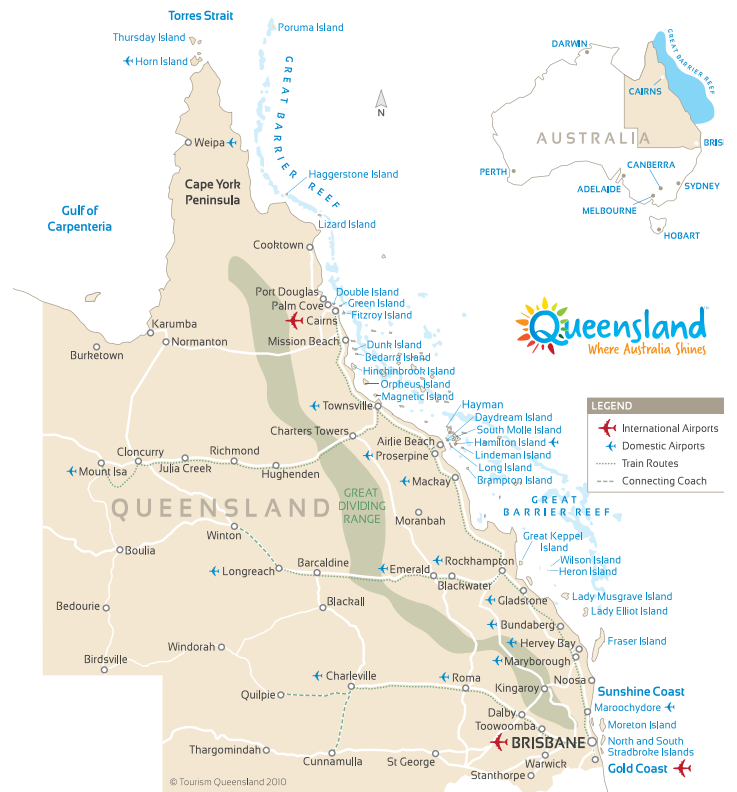 Torres Strait
Thursday Island
Horn Island
Poruma Island
GREAT BARRIER REEF
N
Weipa
Cape York
Peninsula
Haggerstone Island
Gulf of
Carpenteria
Lizard Island
Cooktown
Port Douglas
Double Island
Palm Cove
Green Island
Cairns
Fitzroy Island
Karumba
Normanton
Burketown
Mission Beach
Dunk Island
Bedarra Island
Hinchinbrook Island
Orpheus Island
Magnetic Island
Townsville
Charters Towers
Hayman
Daydream Island
South Molle Island
Hamilton Island
Lindeman Island
Long Island
Brampton Island
Airlie Beach
Proserpine
Mackay
Cloncurry
Mount Isa
Julia Creek
Richmond
Hughenden
QUEENSLAND
GREAT
DIVIDING
RANGE
Moranbah
GREAT
BARRIER REEF
Winton
Boulia
Longreach
Barcaldine
Emerald
Blackwater
Rockhampton
Great Keppel
Island
Wilson Island
Heron Island
Bedourie
Blackall
Gladstone
Lady Musgrave Island
Lady Elliot Island
Bundaberg
Windorah
Hervey Bay
Fraser Island
Birdsville
Maryborough
Charleville
Roma
Kingaroy
Noosa
Quilpie
Sunshine Coast
Maroochydore
Dalby
Moreton Island
Toowoomba
BRISBANE
North and South
Stradbroke Islands
Thargomindah
Cunnamulla
St George
Warwick
Gold Coast
Stanthorpe
© Tourism Queensland 2010
DARWIN
GREAT BARRIER REEF
CAIRNS
AUSTRALIA
BRIS
PERTH
CANBERRA
ADELAIDE
SYDNEY
MELBOURNE
HOBART
Queensland
Where Australia Shines
LEGEND
International Airports
Domestic Airports
Train Routes
Connecting Coach